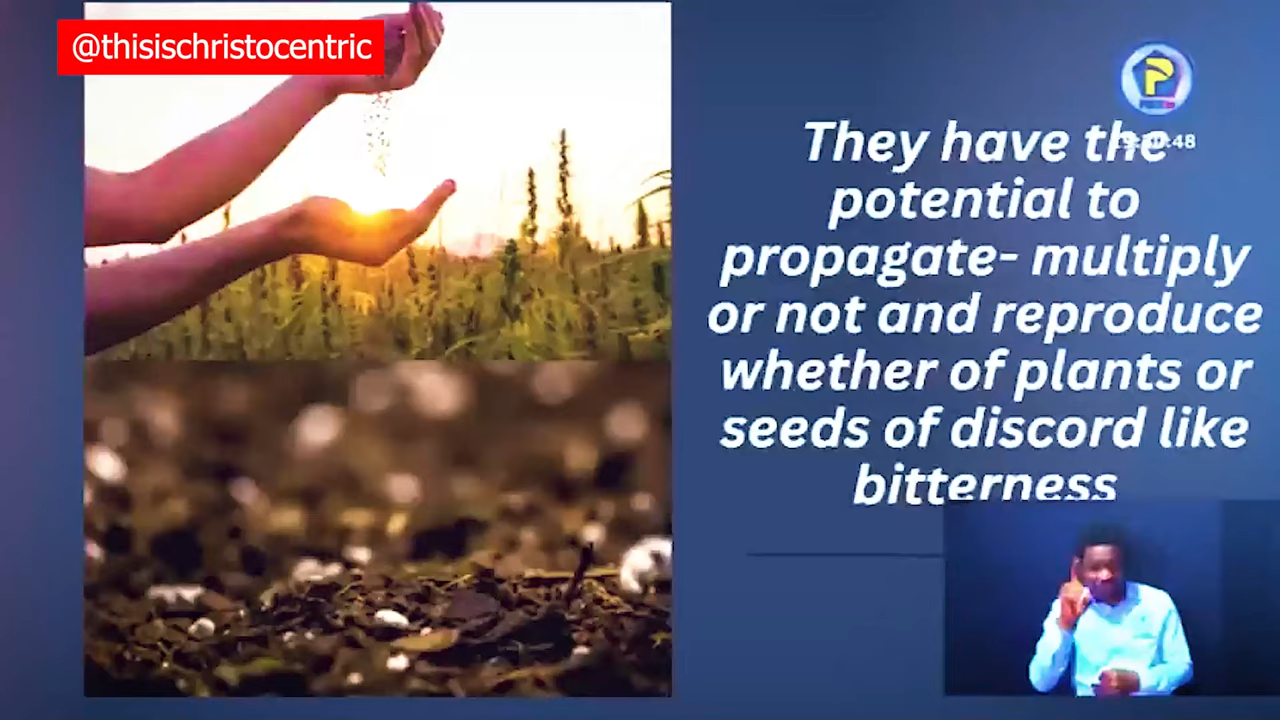 @thisischristocentric
P
They have the
potential to
propagate- multiply
or not and reproduce
whether of plants or
seeds of discord like
bitterness